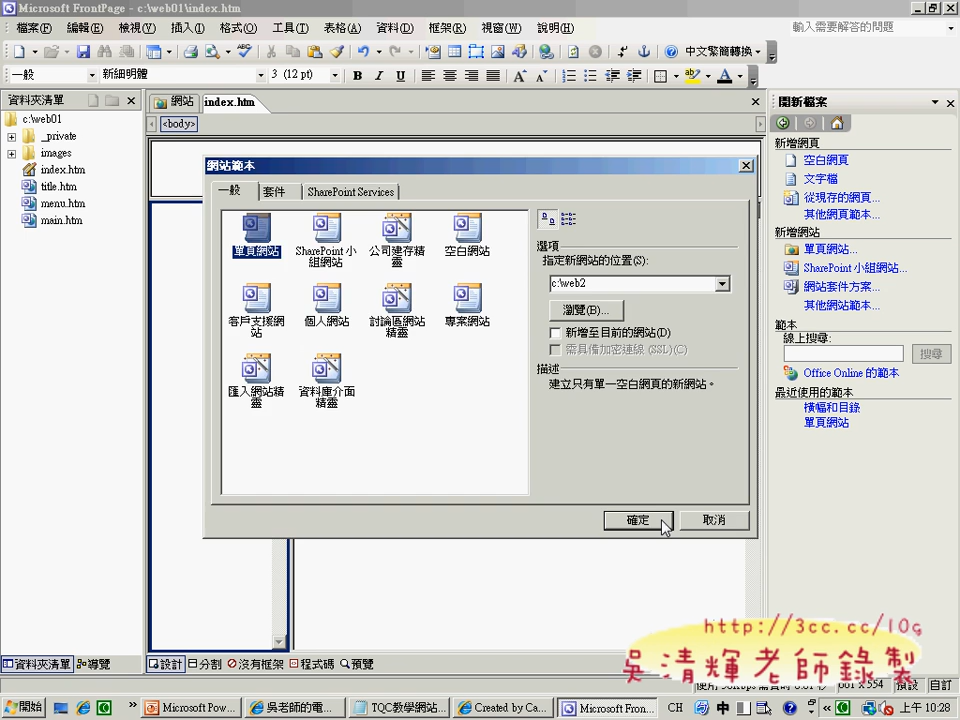 Microsoft FrontPage - c:\web01\index.htm
檔案(F) 編輯(E) 檢視(V) 插入(I) 格式(O) 工具(T) 表格(A) 資料(D) 框架(R) 視窗(W) 說明(H)
輸入需要解答的問題
中文繁簡轉換
一般 新細明體 3 (12 pt) B I U
資料夾清單
網站 index.htm
<body>
c:\web01
_private
images
index.htm
title.htm
menu.htm
main.htm
網站範本
一般 套件 SharePoint Services
單頁網站
SharePoint 小組網站
公司建存精靈
空白網站
客戶支援網站
個人網站
討論區網站精靈
專案網站
匯入網站精靈
資料庫介面精靈
選項
指定新網站的位置(S):
c:\web2
瀏覽(B)...
新增至目前的網站(D)
需具備加密連線 (SSL)(C)
描述
建立只有單一空白網頁的新網站。
確定 取消
開新檔案
新增網頁
空白網頁
文字檔
從現存的網頁...
其他網頁範本...
新增網站
單頁網站...
SharePoint 小組網站...
網站套件方案...
其他網站範本...
範本
線上搜尋:
搜尋
Office Online 的範本
最近使用的範本
橫幅和目錄
單頁網站
http://3cc.cc/10g
吳清輝老師錄製
資料夾清單 導覽
設計 分割 沒有框架 程式碼 預覽
預設 自訂
開始
Microsoft Pow...
吳老師的電...
TQC教學網站...
Created by Ca...
Microsoft Fron...
CH
中
上午 10:28